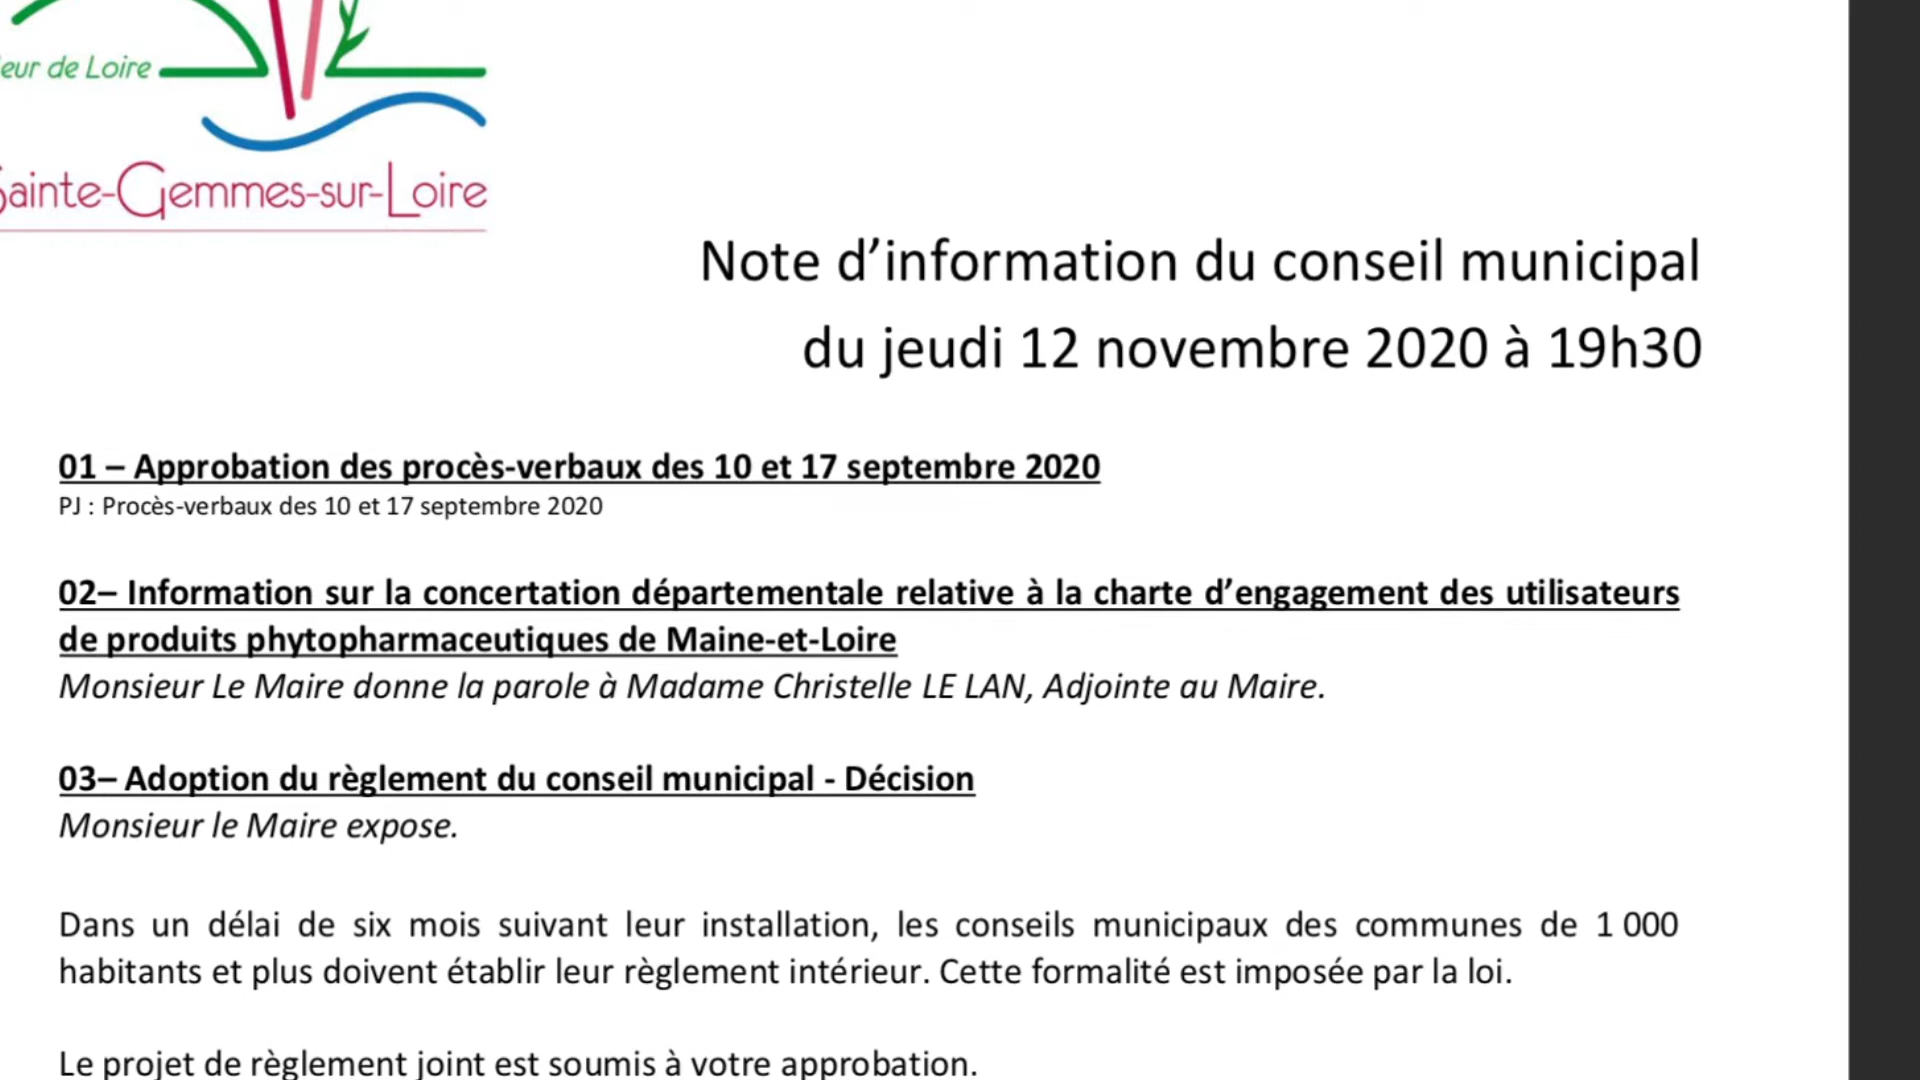 eur de Loire
Sainte-Gemmes-sur-Loire
Note d’information du conseil municipal
du jeudi 12 novembre 2020 à 19h30
01 – Approbation des procès-verbaux des 10 et 17 septembre 2020
PJ : Procès-verbaux des 10 et 17 septembre 2020
02– Information sur la concertation départementale relative à la charte d’engagement des utilisateurs
de produits phytopharmaceutiques de Maine-et-Loire
Monsieur Le Maire donne la parole à Madame Christelle LE LAN, Adjointe au Maire.
03– Adoption du règlement du conseil municipal - Décision
Monsieur le Maire expose.
Dans un délai de six mois suivant leur installation, les conseils municipaux des communes de 1 000
habitants et plus doivent établir leur règlement intérieur. Cette formalité est imposée par la loi.
Le projet de règlement joint est soumis à votre approbation.